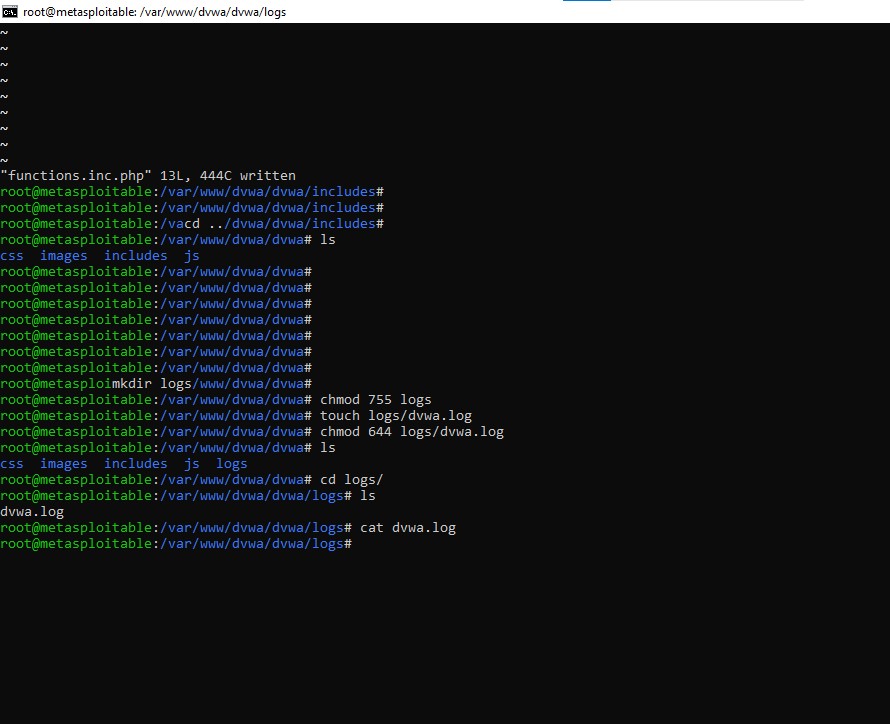 root@metasploitable: /var/www/dvwa/dvwa/logs
~
~
~
~
~
~
~
~
~
"functions.inc.php" 13L, 444C written
root@metasploitable:/var/www/dvwa/dvwa/includes#
root@metasploitable:/var/www/dvwa/dvwa/includes#
root@metasploitable:/vacd ../dvwa/dvwa/includes#
root@metasploitable:/var/www/dvwa/dvwa# ls
css  images  includes  js
root@metasploitable:/var/www/dvwa/dvwa#
root@metasploitable:/var/www/dvwa/dvwa#
root@metasploitable:/var/www/dvwa/dvwa#
root@metasploitable:/var/www/dvwa/dvwa#
root@metasploitable:/var/www/dvwa/dvwa#
root@metasploitable:/var/www/dvwa/dvwa#
root@metasploitable:/var/www/dvwa/dvwa#
root@metasploimkdir logs/www/dvwa/dvwa#
root@metasploitable:/var/www/dvwa/dvwa# chmod 755 logs
root@metasploitable:/var/www/dvwa/dvwa# touch logs/dvwa.log
root@metasploitable:/var/www/dvwa/dvwa# chmod 644 logs/dvwa.log
root@metasploitable:/var/www/dvwa/dvwa# ls
css  images  includes  js  logs
root@metasploitable:/var/www/dvwa/dvwa# cd logs/
root@metasploitable:/var/www/dvwa/dvwa/logs# ls
dvwa.log
root@metasploitable:/var/www/dvwa/dvwa/logs# cat dvwa.log
root@metasploitable:/var/www/dvwa/dvwa/logs#